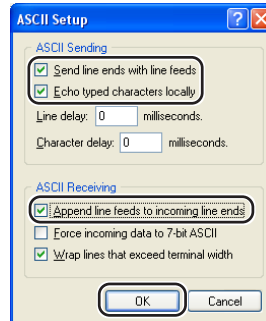 ASCII Setup
ASCII Sending
Send line ends with line feeds
Echo typed characters locally
Line delay: 0 milliseconds.
Character delay: 0 milliseconds.
ASCII Receiving
Append line feeds to incoming line ends
Force incoming data to 7-bit ASCII
Wrap lines that exceed terminal width
OK Cancel